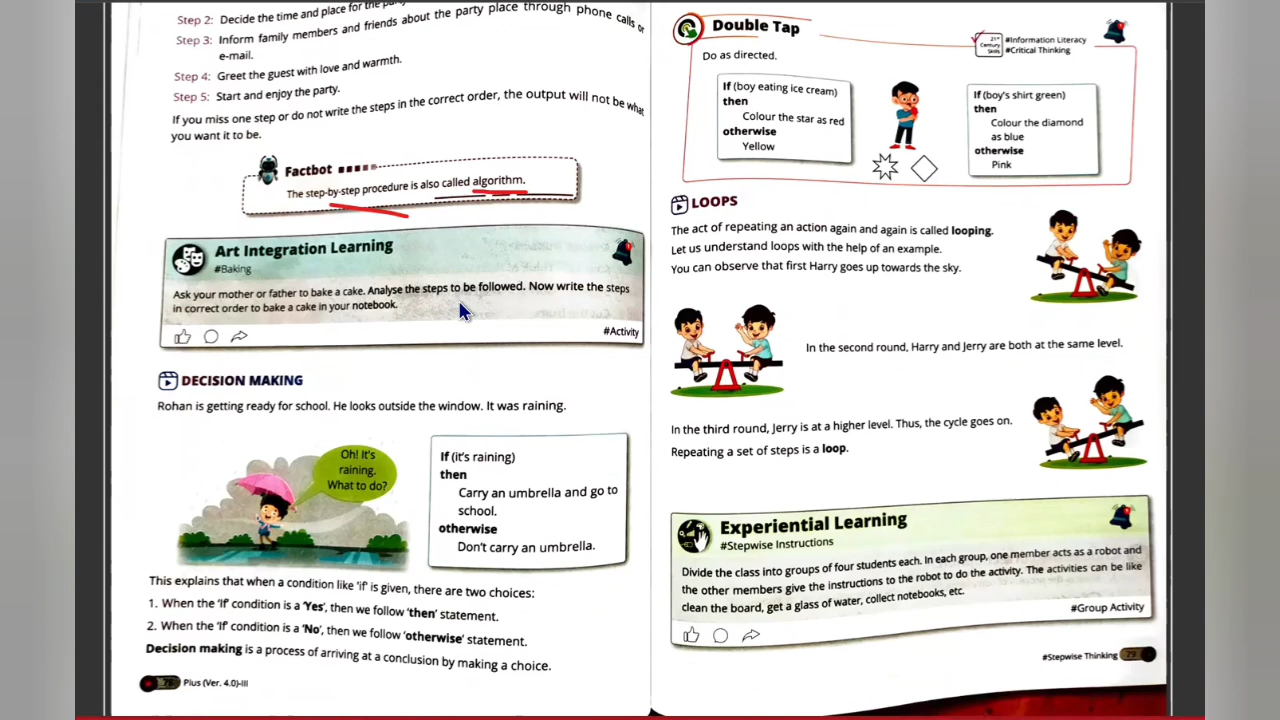 Step 2: Decide the time and place for the
Step 3: Inform family members and friends about the party place through phone calls or
e-mail.
Step 4: Greet the guest with love and warmth.
Step 5: Start and enjoy the party.
If you miss one step or do not write the steps in the correct order, the output will not be what
you want it to be.
Factbot
The step-by-step procedure is also called algorithm.
Art Integration Learning
#Baking
Ask your mother or father to bake a cake. Analyse the steps to be followed. Now write the steps
in correct order to bake a cake in your notebook.
#Activity
DECISION MAKING
Rohan is getting ready for school. He looks outside the window. It was raining.
Oh! It's
raining.
What to do?
If (it's raining)
then
Carry an umbrella and go to
school.
otherwise
Don't carry an umbrella.
This explains that when a condition like 'if' is given, there are two choices:
1. When the 'If' condition is a 'Yes', then we follow 'then' statement.
2. When the 'If' condition is a 'No', then we follow 'otherwise' statement.
Decision making is a process of arriving at a conclusion by making a choice.
78 Plus (Ver. 4.0)-III
Double Tap
21st
Century
Skills
#Information Literacy
#Critical Thinking
Do as directed.
If (boy eating ice cream)
then
Colour the star as red
otherwise
Yellow
If (boy's shirt green)
then
Colour the diamond
as blue
otherwise
Pink
LOOPS
The act of repeating an action again and again is called looping.
Let us understand loops with the help of an example.
You can observe that first Harry goes up towards the sky.
In the second round, Harry and Jerry are both at the same level.
In the third round, Jerry is at a higher level. Thus, the cycle goes on.
Repeating a set of steps is a loop.
Experiential Learning
#Stepwise Instructions
Divide the class into groups of four students each. In each group, one member acts as a robot and
the other members give the instructions to the robot to do the activity. The activities can be like
clean the board, get a glass of water, collect notebooks, etc.
#Group Activity
#Stepwise Thinking 79